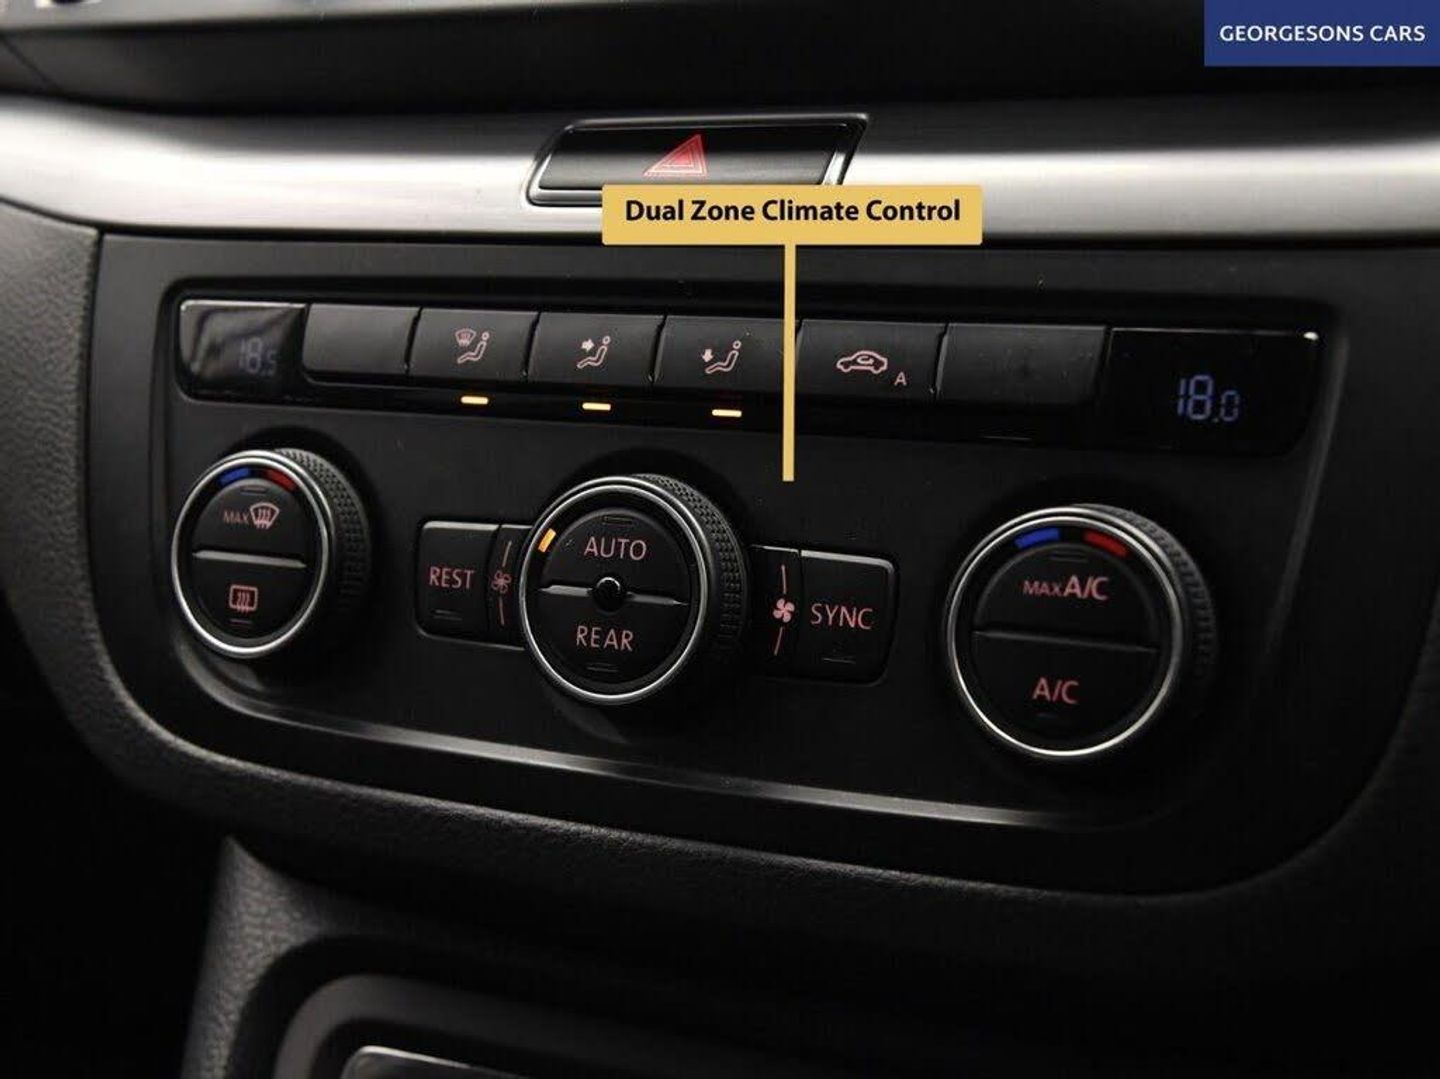 GEORGESONS CARS
Dual Zone Climate Control
18.5
A
18.0
MAX
REST
AUTO
REAR
SYNC
MAX A/C
A/C